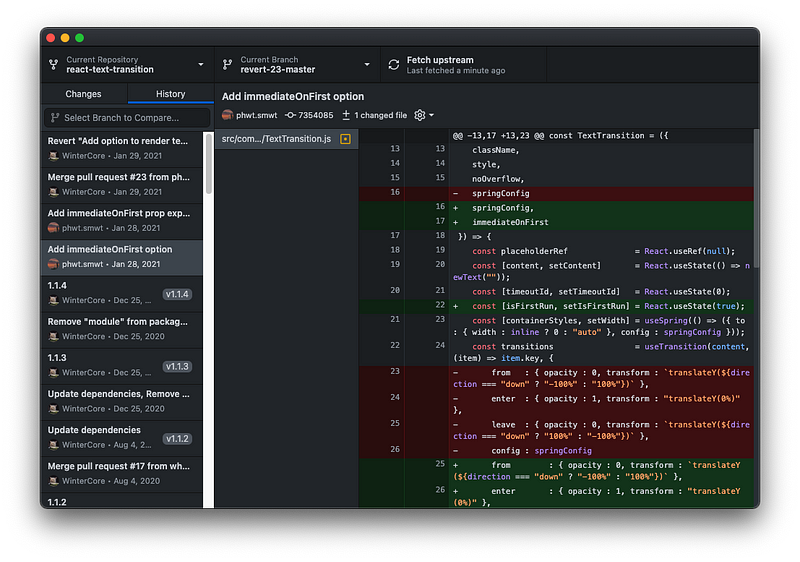 Current Repository
react-text-transition
Current Branch
revert-23-master
Fetch upstream
Last fetched a minute ago
Changes
History
Select Branch to Compare...
Revert "Add option to render te...
WinterCore • Jan 29, 2021
Merge pull request #23 from ph...
WinterCore • Jan 29, 2021
Add immediateOnFirst prop exp...
phwt.smwt • Jan 28, 2021
Add immediateOnFirst option
phwt.smwt • Jan 28, 2021
1.1.4
WinterCore • Dec 25, ...
v1.1.4
Remove "module" from packag...
WinterCore • Dec 25, 2020
1.1.3
WinterCore • Dec 25, ...
v1.1.3
Update dependencies, Remove ...
WinterCore • Dec 25, 2020
Update dependencies
WinterCore • Aug 4, 2...
v1.1.2
Merge pull request #17 from wh...
WinterCore • Aug 4, 2020
1.1.2
Add immediateOnFirst option
phwt.smwt
7354085
1 changed file
src/com.../TextTransition.js
@@ -13,17 +13,23 @@ const TextTransition = ({
13 13 className,
14 14 style,
15 15 noOverflow,
16 - springConfig
16 + springConfig,
17 + immediateOnFirst
17 18 }) => {
18 19 const placeholderRef = React.useRef(null);
19 20 const [content, setContent] = React.useState(() => n
ewText(""));
20 21 const [timeoutId, setTimeoutId] = React.useState(0);
22 + const [isFirstRun, setIsFirstRun] = React.useState(true);
21 23 const [containerStyles, setWidth] = useSpring(() => ({ to
: { width : inline ? 0 : "auto" }, config : springConfig }));
22 24 const transitions = useTransition(content,
(item) => item.key, {
23 - from : { opacity : 0, transform : `translateY(${dir
ection === "down" ? "-100%" : "100%"})` },
24 - enter : { opacity : 1, transform : "translateY(0%)"
},
25 - leave : { opacity : 0, transform : `translateY(${dir
ection === "down" ? "100%" : "-100%"})` },
26 - config : springConfig
25 + from : { opacity : 0, transform : `translateY
(${direction === "down" ? "-100%" : "100%"})` },
26 + enter : { opacity : 1, transform : "translateY
(0%)" },